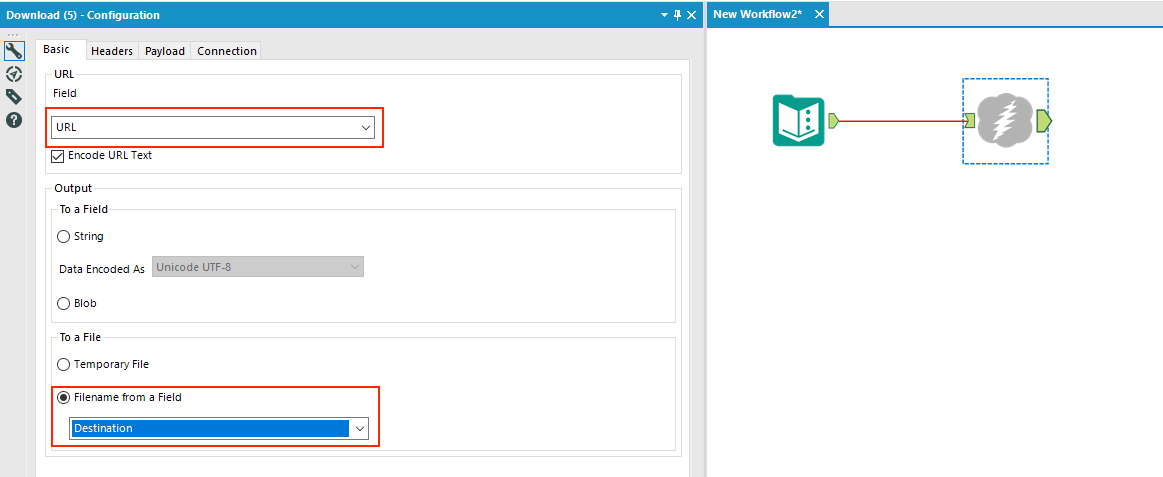 Download (5) - Configuration
New Workflow2*
Basic
Headers
Payload
Connection
URL
Field
URL
Encode URL Text
Output
To a Field
String
Data Encoded As
Unicode UTF-8
Blob
To a File
Temporary File
Filename from a Field
Destination